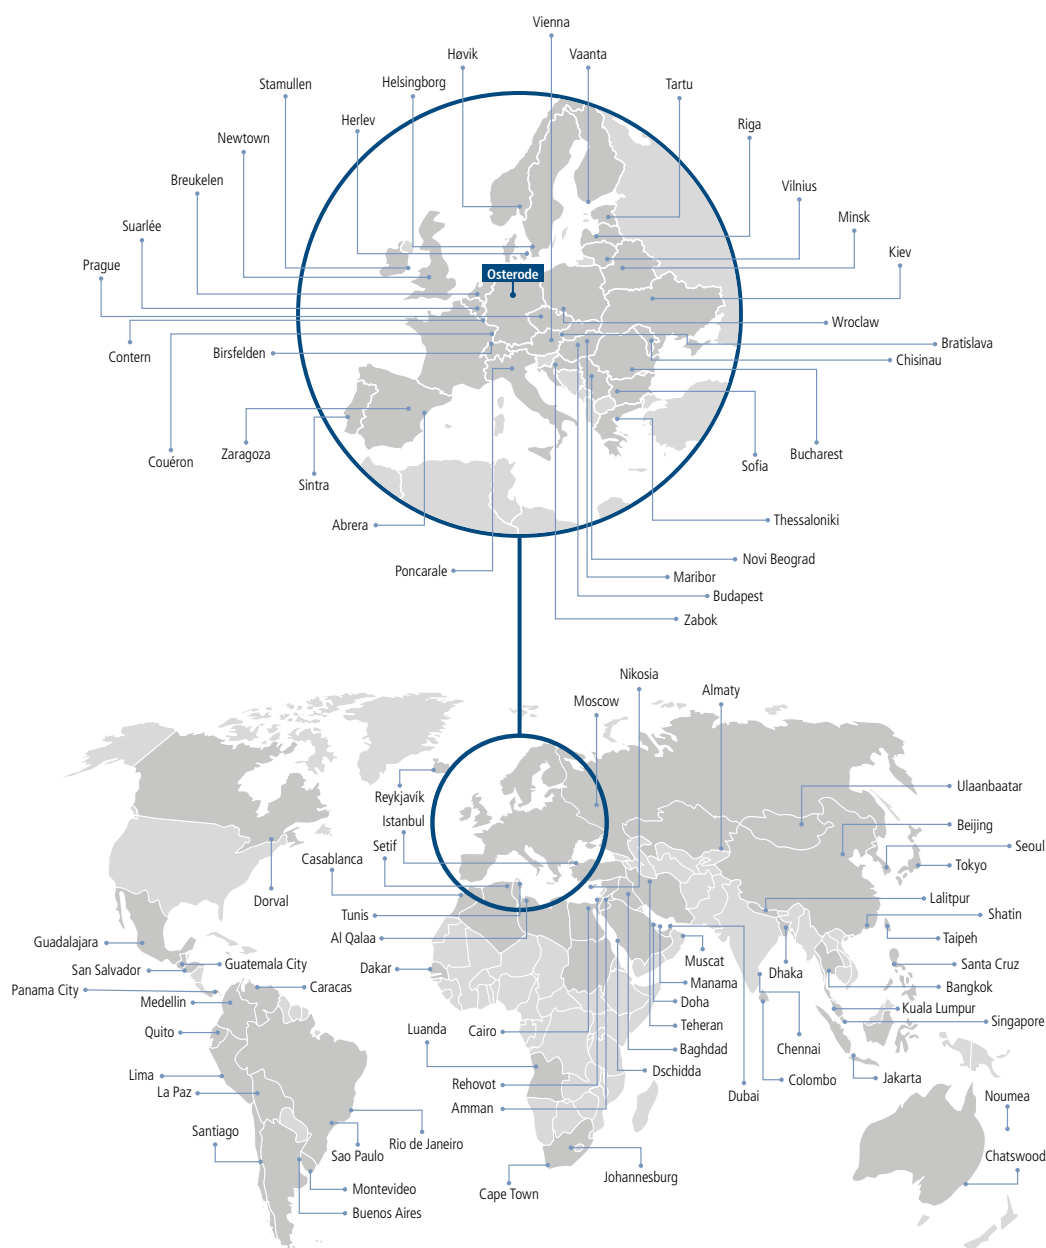 Vienna
Høvik
Vaanta
Stamullen
Helsingborg
Tartu
Herlev
Riga
Newtown
Breukelen
Vilnius
Suarlée
Minsk
Prague
Kiev
Osterode
Wroclaw
Contern
Birsfelden
Bratislava
Chisinau
Couéron
Zaragoza
Sofia
Bucharest
Sintra
Abrera
Thessaloniki
Poncarale
Novi Beograd
Maribor
Budapest
Zabok
Nikosia
Moscow
Almaty
Reykjavík
Ulaanbaatar
Istanbul
Beijing
Setif
Seoul
Casablanca
Tokyo
Dorval
Lalitpur
Tunis
Shatin
Al Qalaa
Taipeh
Guadalajara
Guatemala City
San Salvador
Dakar
Muscat
Dhaka
Santa Cruz
Panama City
Caracas
Manama
Bangkok
Medellin
Doha
Kuala Lumpur
Quito
Luanda
Cairo
Teheran
Singapore
Baghdad
Chennai
Lima
Rehovot
Dschidda
Colombo
Jakarta
La Paz
Dubai
Noumea
Amman
Santiago
Rio de Janeiro
Sao Paulo
Chatswood
Johannesburg
Montevideo
Cape Town
Buenos Aires